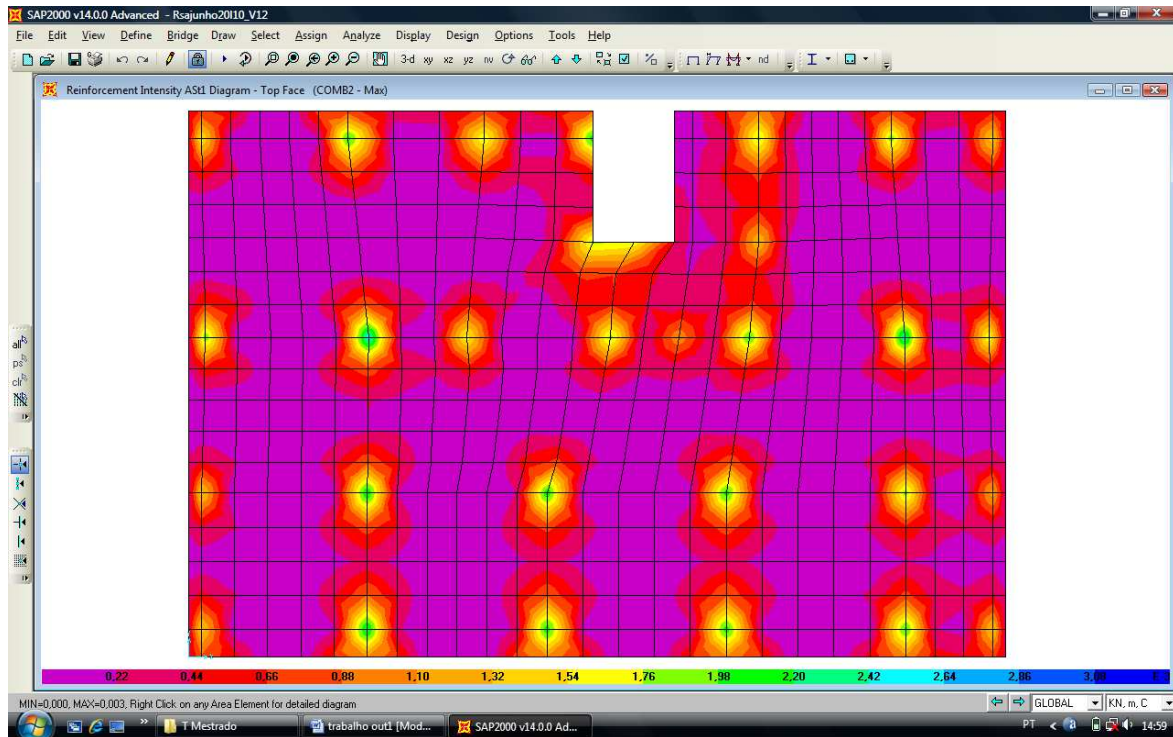 SAP2000 v14.0.0 Advanced - Rsajunho20l10_V12
File Edit View Define Bridge Draw Select Assign Analyze Display Design Options Tools Help
3-d xy xz yz nv nd
Reinforcement Intensity ASt1 Diagram - Top Face (COMB2 - Max)
all
ps
clr
0,22 0,44 0,66 0,88 1,10 1,32 1,54 1,76 1,98 2,20 2,42 2,64 2,86
MIN=0,000, MAX=0,003, Right Click on any Area Element for detailed diagram GLOBAL KN, m, C
T Mestrado trabalho out1 [Mod... SAP2000 v14.0.0 Ad... PT 14:59